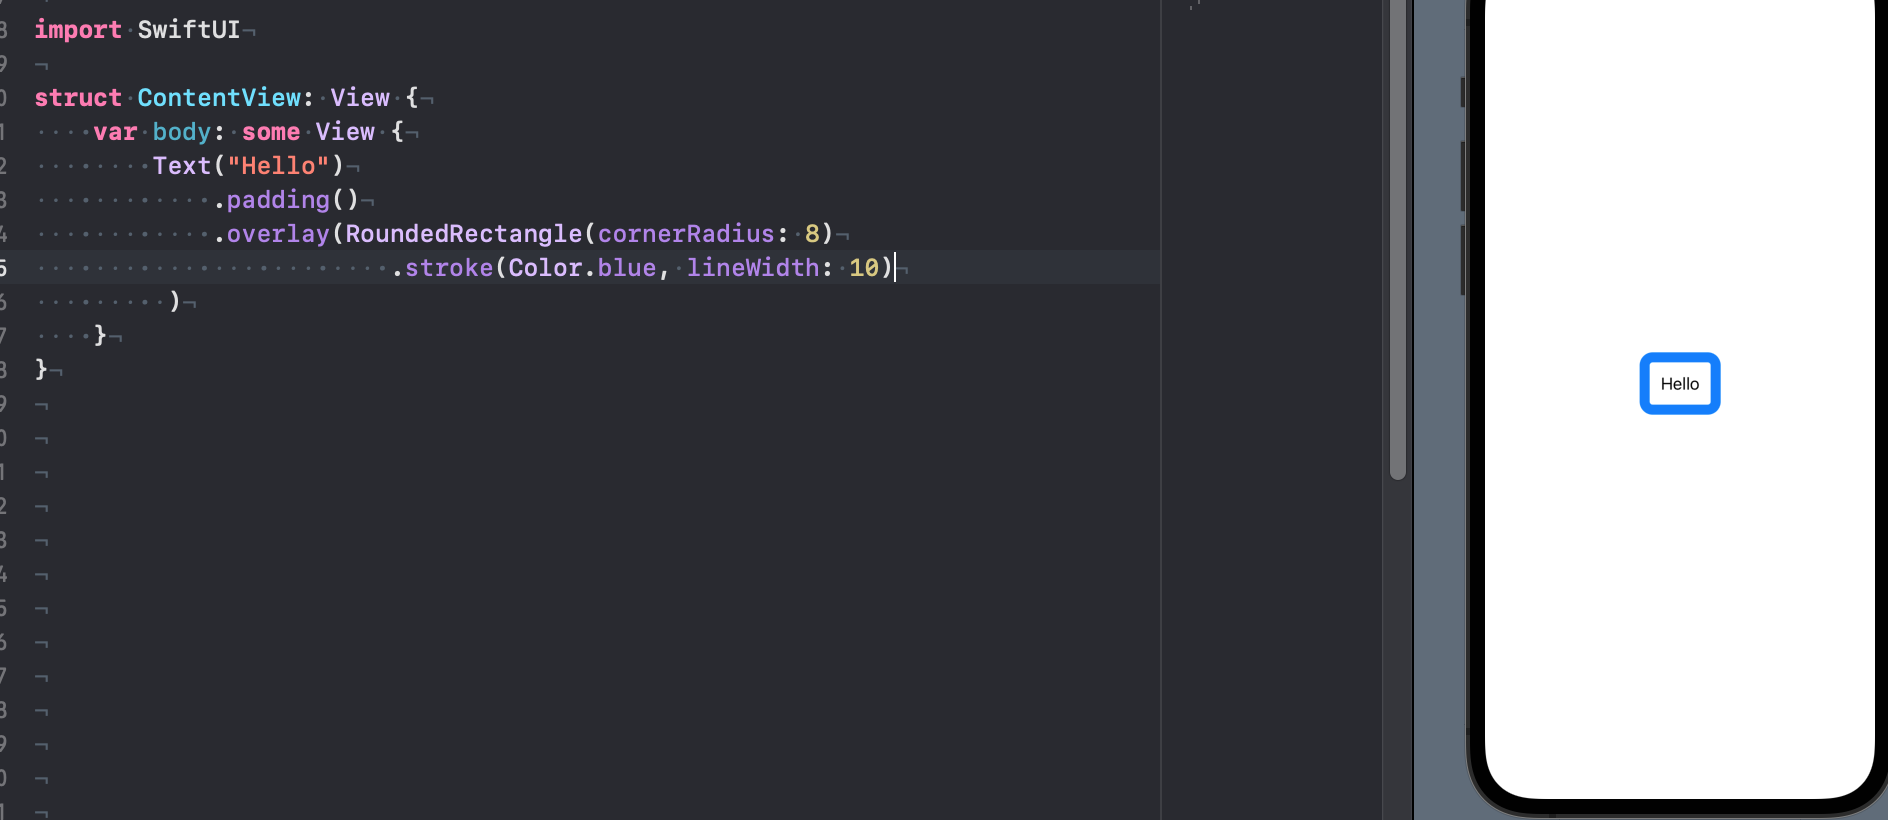 import SwiftUI
struct ContentView: View {
var body: some View {
Text("Hello")
.padding()
.overlay(RoundedRectangle(cornerRadius: 8)
.stroke(Color.blue, lineWidth: 10)
)
}
}
Hello